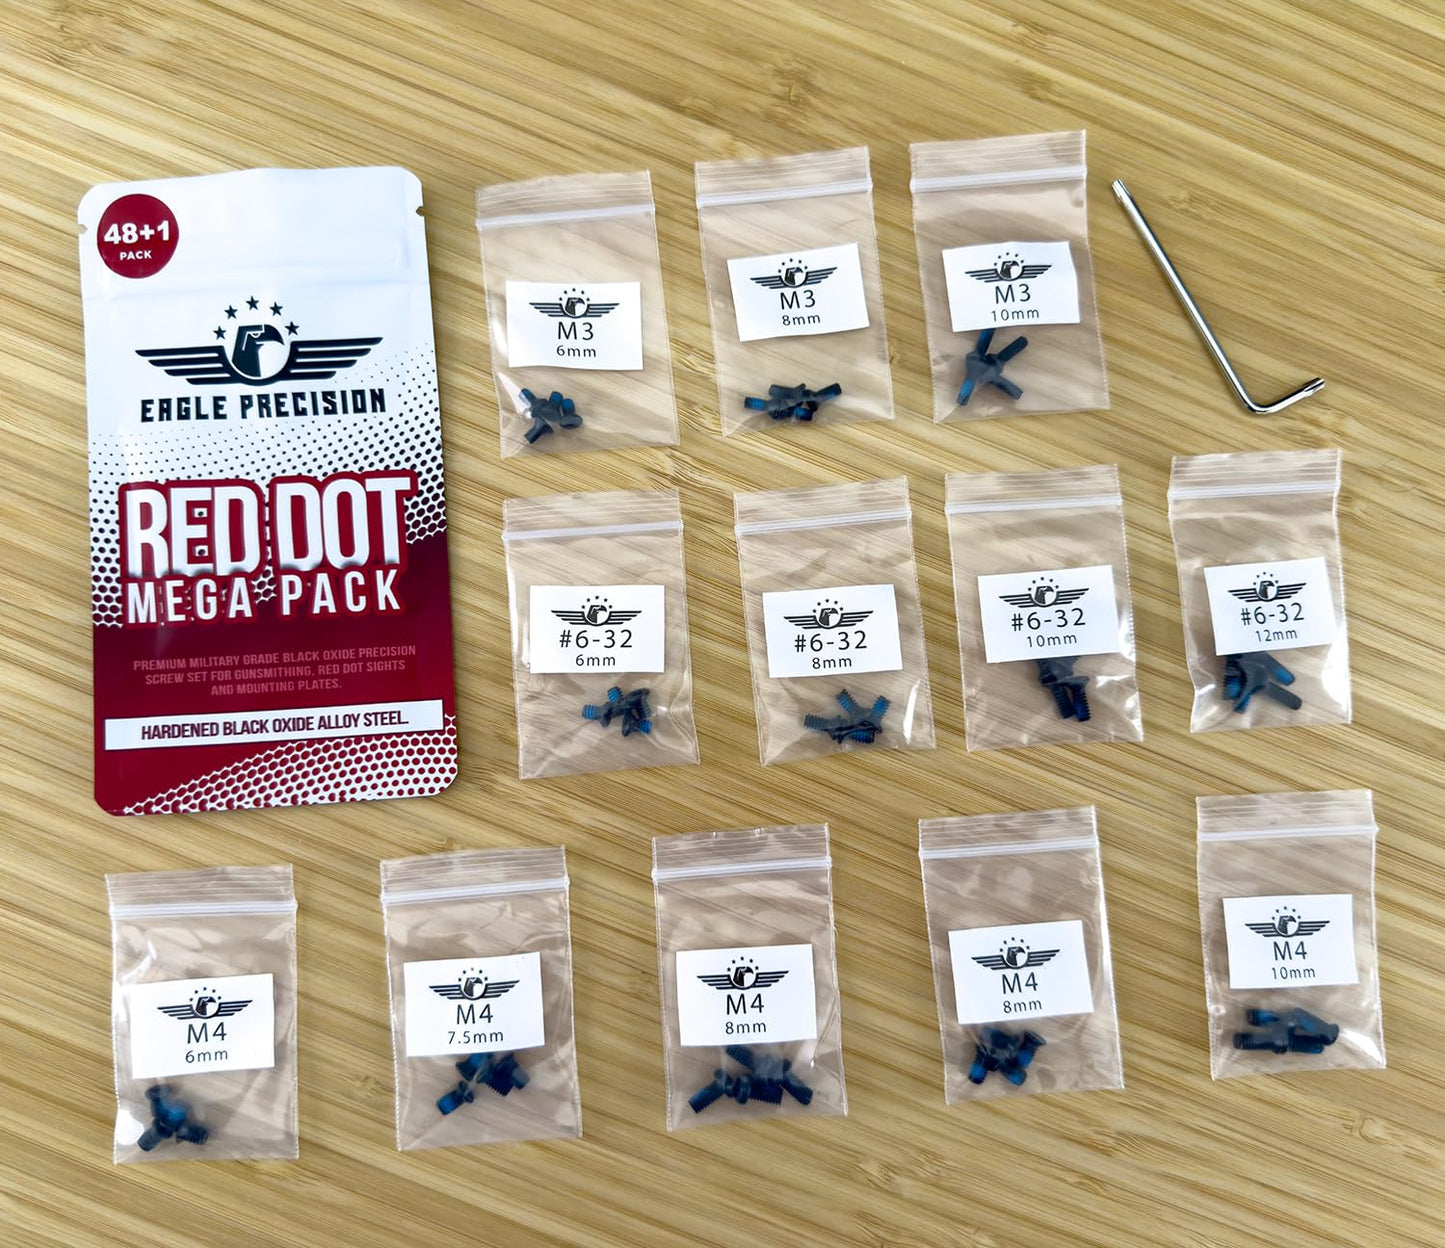 48+1
PACK
EAGLE PRECISION
RED DOT
MEGA PACK
PREMIUM MILITARY GRADE BLACK OXIDE PRECISION
SCREW SET FOR GUNSMITHING, RED DOT SIGHTS
AND MOUNTING PLATES.
HARDENED BLACK OXIDE ALLOY STEEL.
M3
6mm
M3
8mm
M3
10mm
#6-32
6mm
#6-32
8mm
#6-32
10mm
#6-32
12mm
M4
6mm
M4
7.5mm
M4
8mm
M4
8mm
M4
10mm